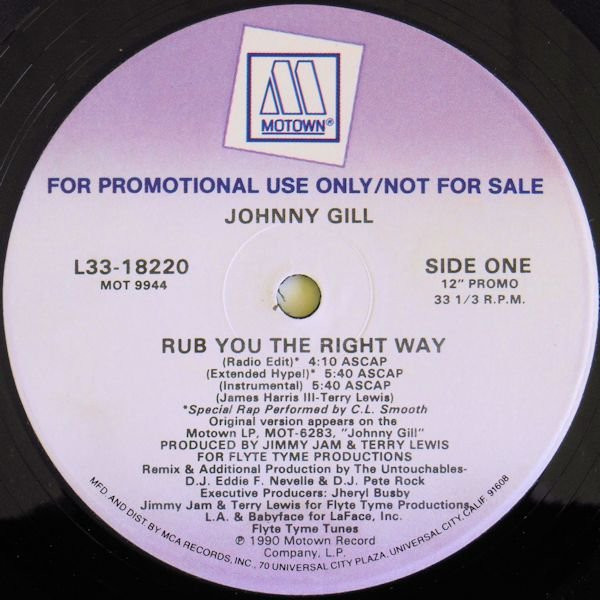 MOTOWN®
FOR PROMOTIONAL USE ONLY/NOT FOR SALE
JOHNNY GILL
L33-18220
MOT 9944
SIDE ONE
12" PROMO
33 1/3 R.P.M.
RUB YOU THE RIGHT WAY
(Radio Edit)* 4:10 ASCAP
(Extended Hype!)* 5:40 ASCAP
(Instrumental) 5:40 ASCAP
(James Harris III-Terry Lewis)
*Special Rap Performed by C.L. Smooth
Original version appears on the
Motown LP, MOT-6283, "Johnny Gill"
PRODUCED BY JIMMY JAM & TERRY LEWIS
FOR FLYTE TYME PRODUCTIONS
Remix & Additional Production by The Untouchables-
D.J. Eddie F. Nevelle & D.J. Pete Rock
Executive Producers: Jheryl Busby
Jimmy Jam & Terry Lewis for Flyte Tyme Productions,
L.A. & Babyface for LaFace, Inc.
Flyte Tyme Tunes
℗ 1990 Motown Record
Company, L.P.
MFD. AND DIST. BY MCA RECORDS, INC., 70 UNIVERSAL CITY PLAZA, UNIVERSAL CITY, CALIF. 91608